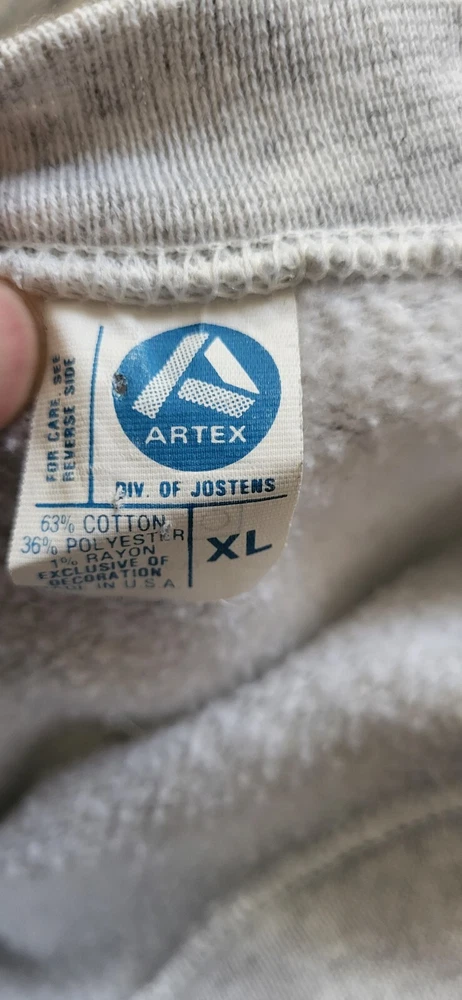 FOR CARE SEE
REVERSE SIDE
ARTEX
DIV. OF JOSTENS
63% COTTON
36% POLYESTER
1% RAYON
EXCLUSIVE OF
DECORATION
IN U S A
XL